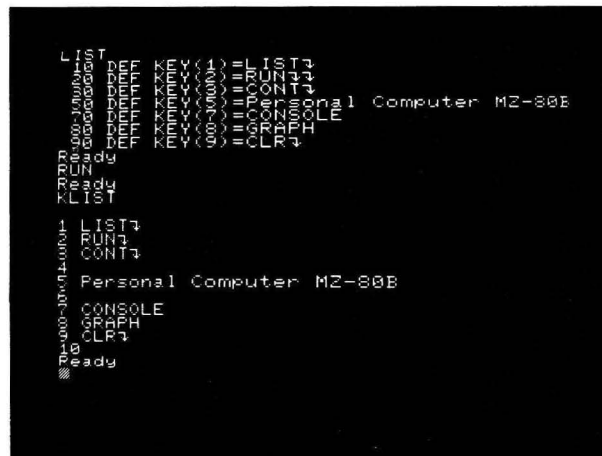 LIST
10 DEF KEY(1)=LIST↴
20 DEF KEY(2)=RUN↴↴
30 DEF KEY(3)=CONT↴
50 DEF KEY(5)=Personal Computer MZ-80B
70 DEF KEY(7)=CONSOLE
80 DEF KEY(8)=GRAPH
90 DEF KEY(9)=CLR↴
Ready
RUN
Ready
KLIST
1 LIST↴
2 RUN↴
3 CONT↴
4
5 Personal Computer MZ-80B
6
7 CONSOLE
8 GRAPH
9 CLR↴
10
Ready